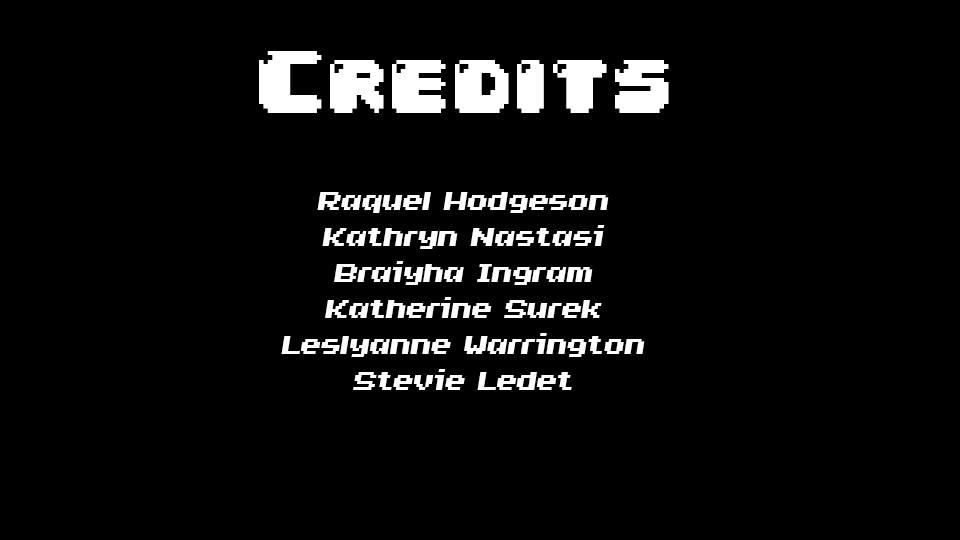 Credits
Raquel Hodgeson
Kathryn Nastasi
Braiyha Ingram
Katherine Surek
Leslyanne Warrington
Stevie Ledet